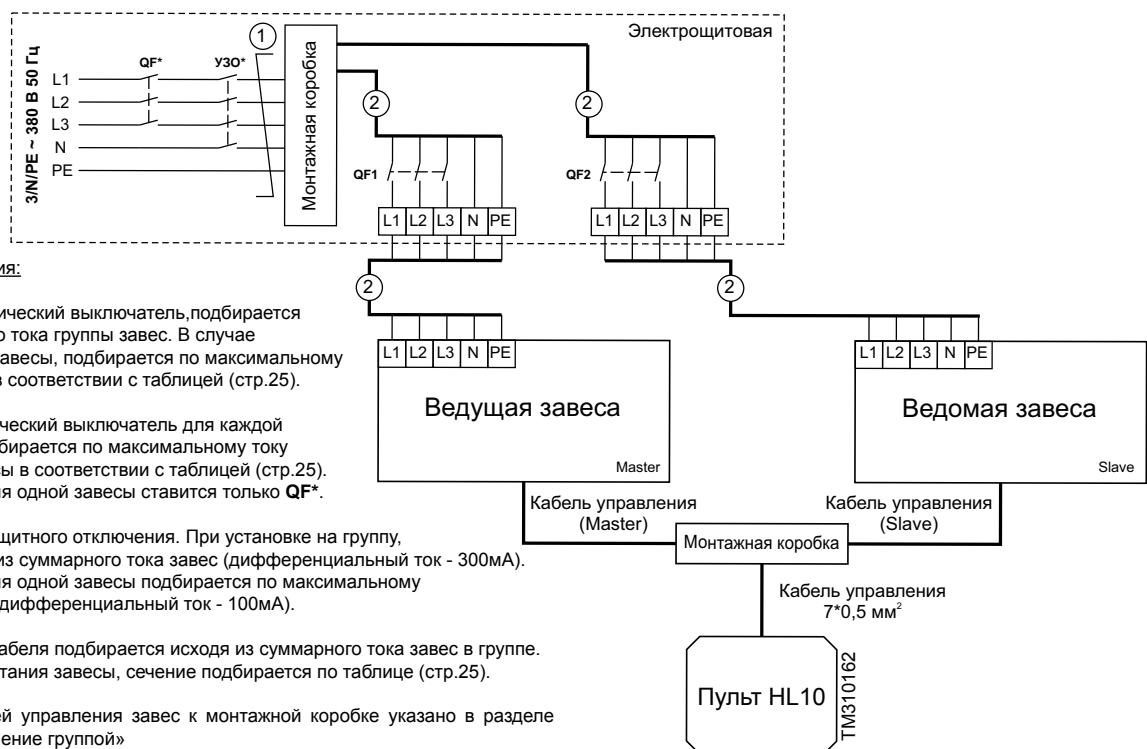 Электрощитовая
3/N/PE ~ 380 В 50 Гц
QF*
УЗО*
1
L1
L2
L3
N
PE
Монтажная коробка
2
2
QF1
QF2
L1 L2 L3 N PE
L1 L2 L3 N PE
2
2
ия:
ический выключатель,подбирается
о тока группы завес. В случае
завесы, подбирается по максимальному
в соответствии с таблицей (стр.25).
ический выключатель для каждой
бирается по максимальному току
сы в соответствии с таблицей (стр.25).
ия одной завесы ставится только QF*.
щитного отключения. При установке на группу,
из суммарного тока завес (дифференциальный ток - 300мА).
ия одной завесы подбирается по максимальному
дифференциальный ток - 100мА).
абеля подбирается исходя из суммарного тока завес в группе.
тания завесы, сечение подбирается по таблице (стр.25).
ей управления завес к монтажной коробке указано в разделе
ение группой»
L1 L2 L3 N PE
Ведущая завеса
Master
L1 L2 L3 N PE
Ведомая завеса
Slave
Кабель управления
(Master)
Кабель управления
(Slave)
Монтажная коробка
Кабель управления
7*0,5 мм²
Пульт HL10
TM310162